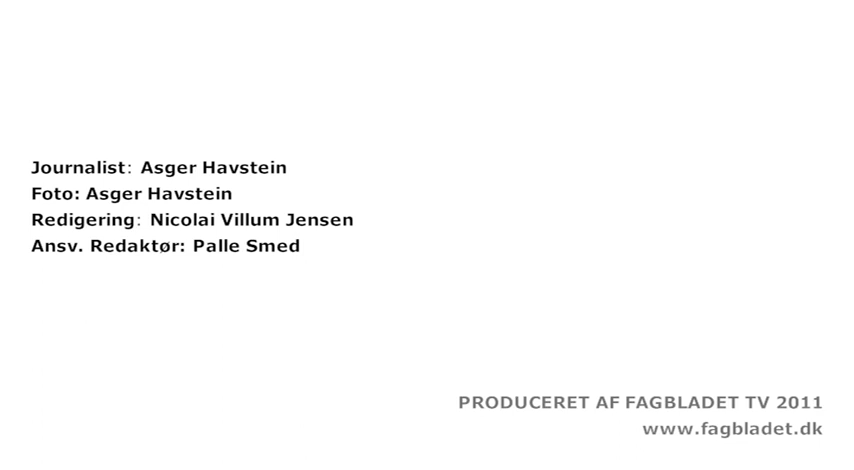 Journalist: Asger Havstein
Foto: Asger Havstein
Redigering: Nicolai Villum Jensen
Ansv. Redaktør: Palle Smed
PRODUCERET AF FAGBLADET TV 2011
www.fagbladet.dk